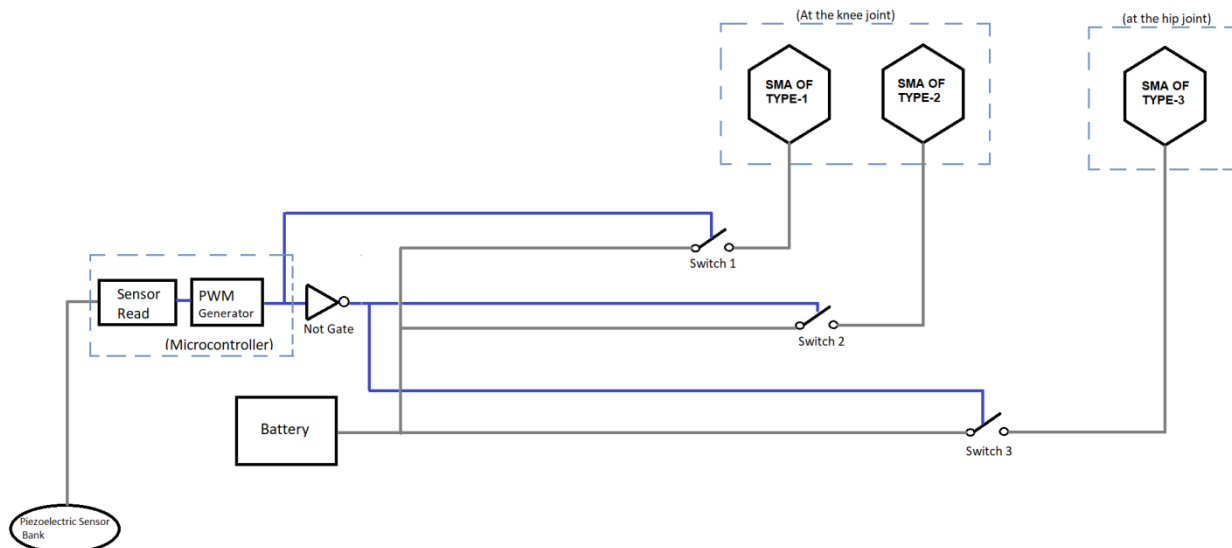 (At the knee joint)
(at the hip joint)
SMA OF
TYPE-1
SMA OF
TYPE-2
SMA OF
TYPE-3
Switch 1
Sensor
Read
PWM
Generator
(Microcontroller)
Not Gate
Switch 2
Battery
Switch 3
Piezoelectric Sensor
Bank